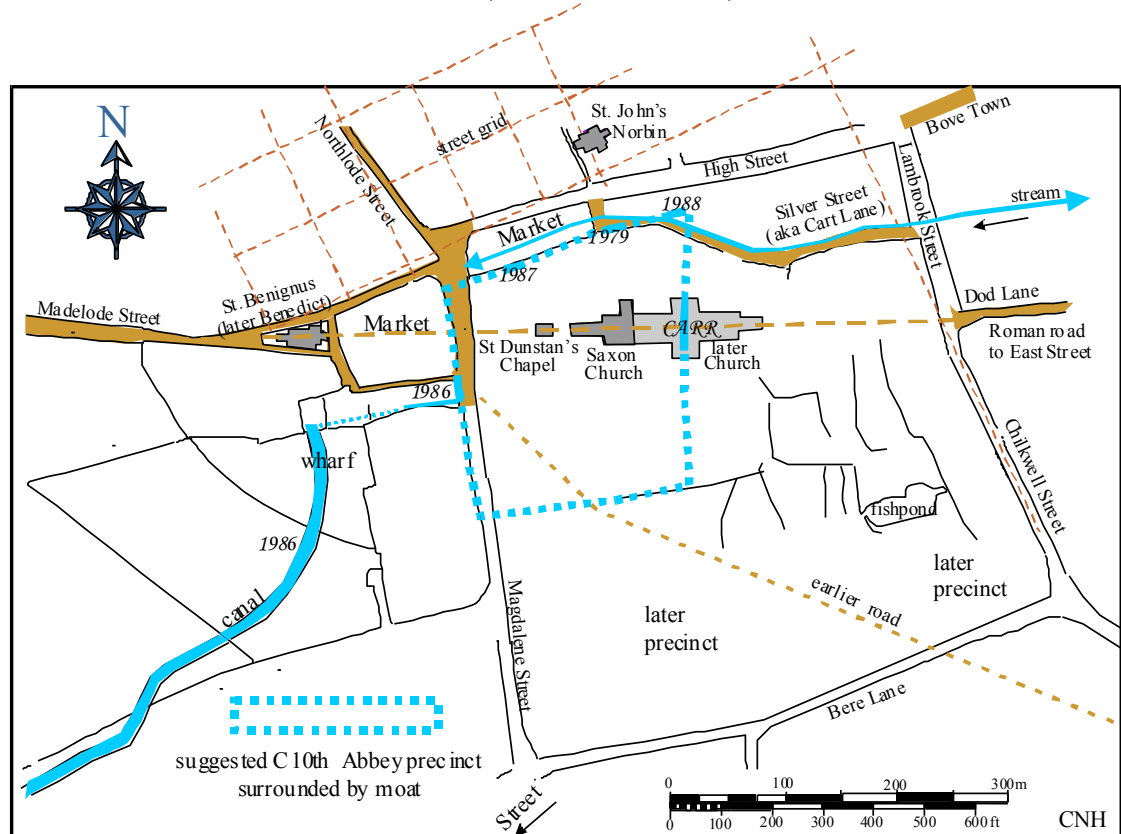 N
Northlode Street
street grid
St. John's
Norbin
Bove Town
High Street
Lambrook Street
1988
stream
Silver Street
(aka Cart Lane)
Market
1979
1987
St. Benignus
(later Benedict)
Madelode Street
Market
Dod Lane
Roman road
to East Street
St Dunstan's
Chapel
Saxon
Church
CARR
later
Church
1986
wharf
Chilkwell Street
fishpond
1986
canal
later
precinct
earlier road
later
precinct
Magdalene Street
Bere Lane
suggested C10th Abbey precinct
surrounded by moat
Street
0 100 200 300m
0 100 200 400 600 ft
CNH